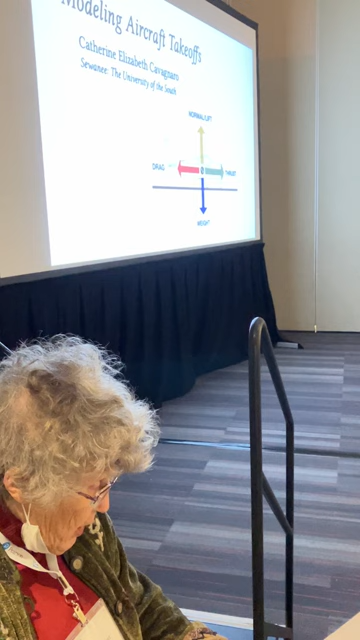 Modeling Aircraft Takeoffs
Catherine Elizabeth Cavagnaro
Sewanee: The University of the South
NORMAL/LIFT
DRAG
THRUST
WEIGHT